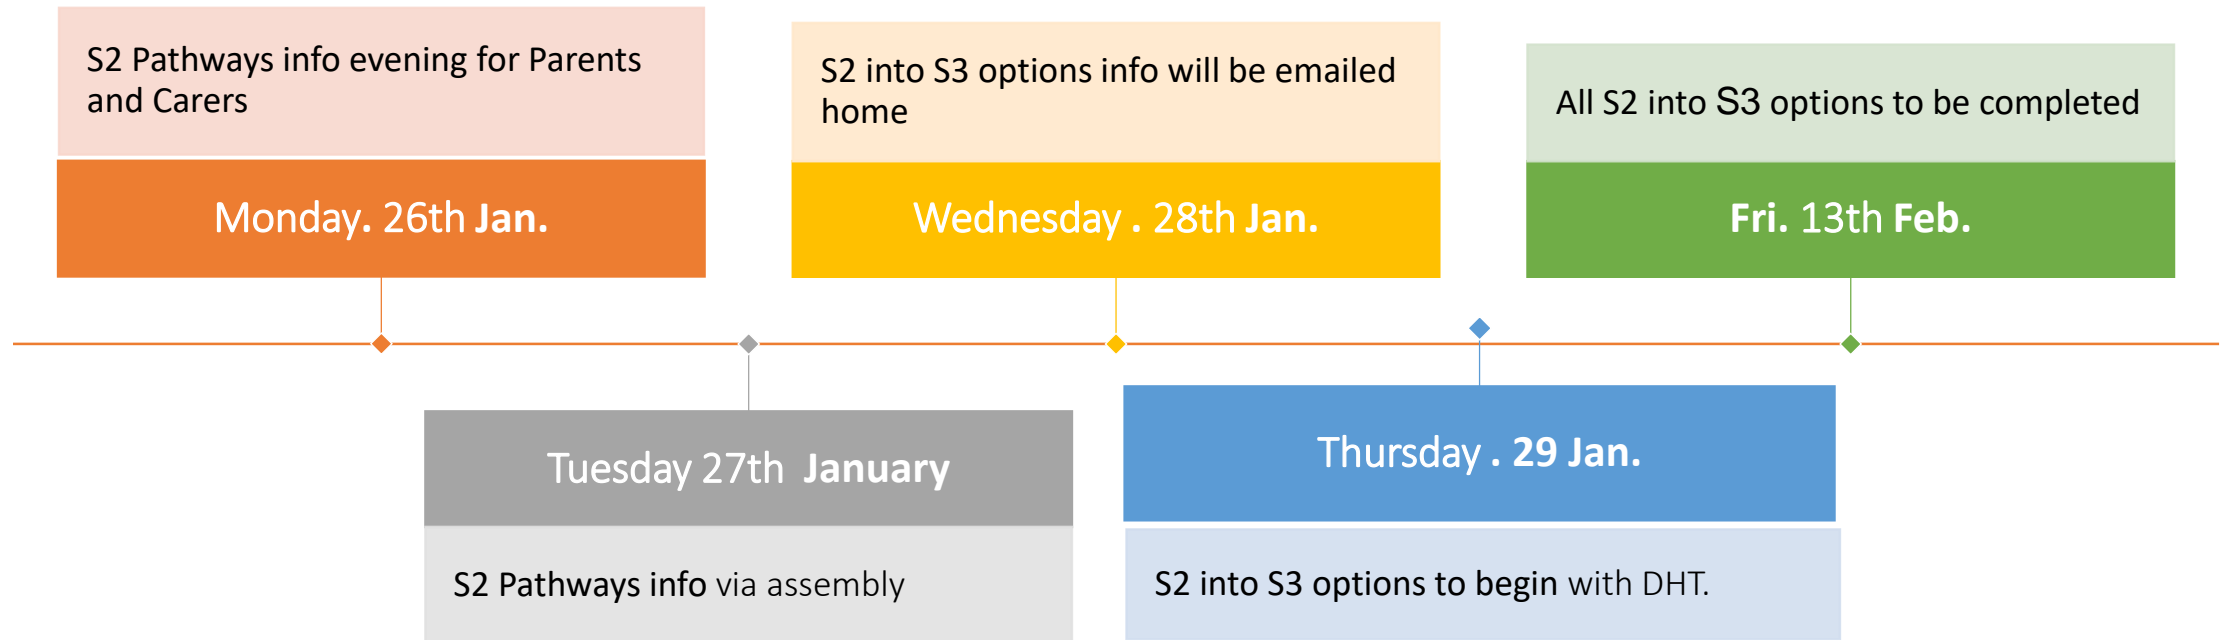 S2 Pathways info evening for Parents
and Carers
Monday. 26th Jan.
Tuesday 27th January
S2 Pathways info via assembly
S2 into S3 options info will be emailed
home
Wednesday . 28th Jan.
Thursday . 29 Jan.
S2 into S3 options to begin with DHT.
All S2 into S3 options to be completed
Fri. 13th Feb.